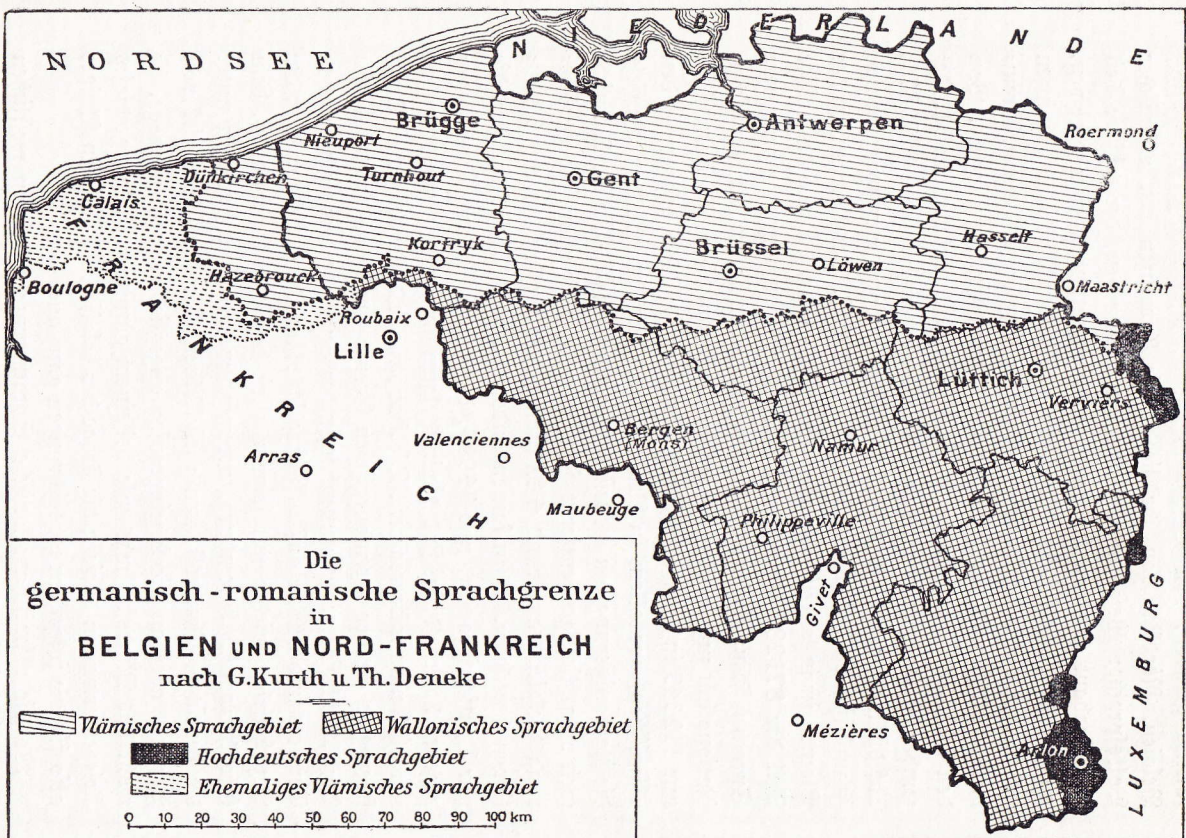 NORDSEE
NIEDERLANDE
Brügge
Nieuport
Antwerpen
Roermond
Dünkirchen
Turnhout
Gent
Calais
Kortryk
Brüssel
Löwen
Hasselt
Hazebrouck
Boulogne
Maastricht
FRANKREICH
Roubaix
Lille
Lüttich
Verviers
Bergen
(Mons)
Namur
Valenciennes
Arras
Maubeuge
Philippeville
Givet
Mézières
Arlon
LUXEMBURG
Die
germanisch-romanische Sprachgrenze
in
BELGIEN UND NORD-FRANKREICH
nach G. Kurth u. Th. Deneke
Vlämisches Sprachgebiet Wallonisches Sprachgebiet
Hochdeutsches Sprachgebiet
Ehemaliges Vlämisches Sprachgebiet
0 10 20 30 40 50 60 70 80 90 100 km